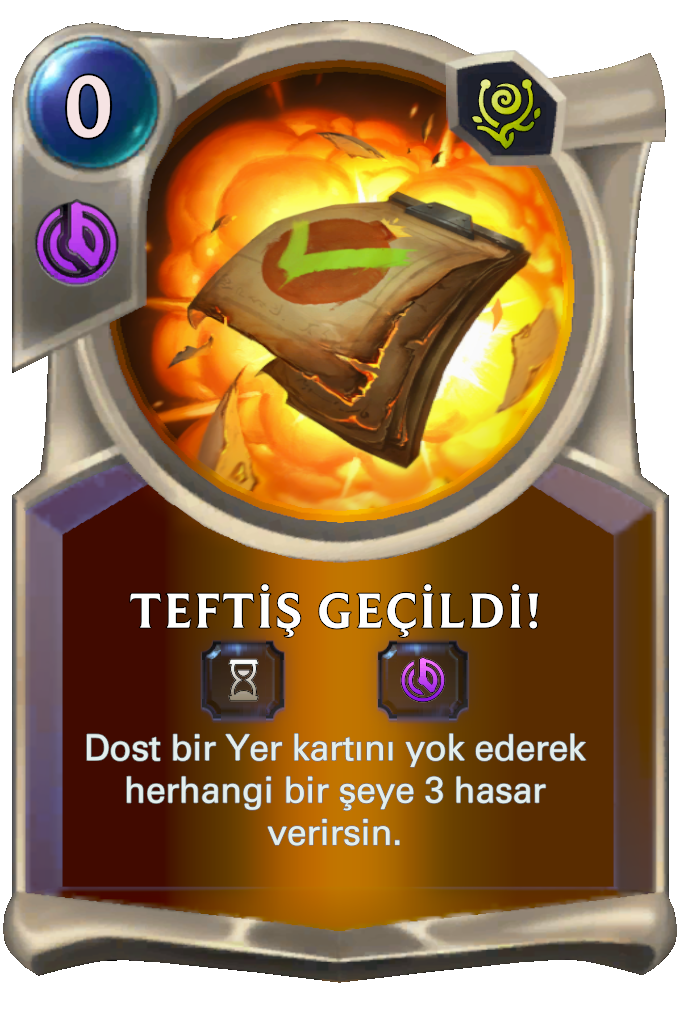 0
TEFTİŞ GEÇİLDİ!
Dost bir Yer kartını yok ederek
herhangi bir şeye 3 hasar
verirsin.